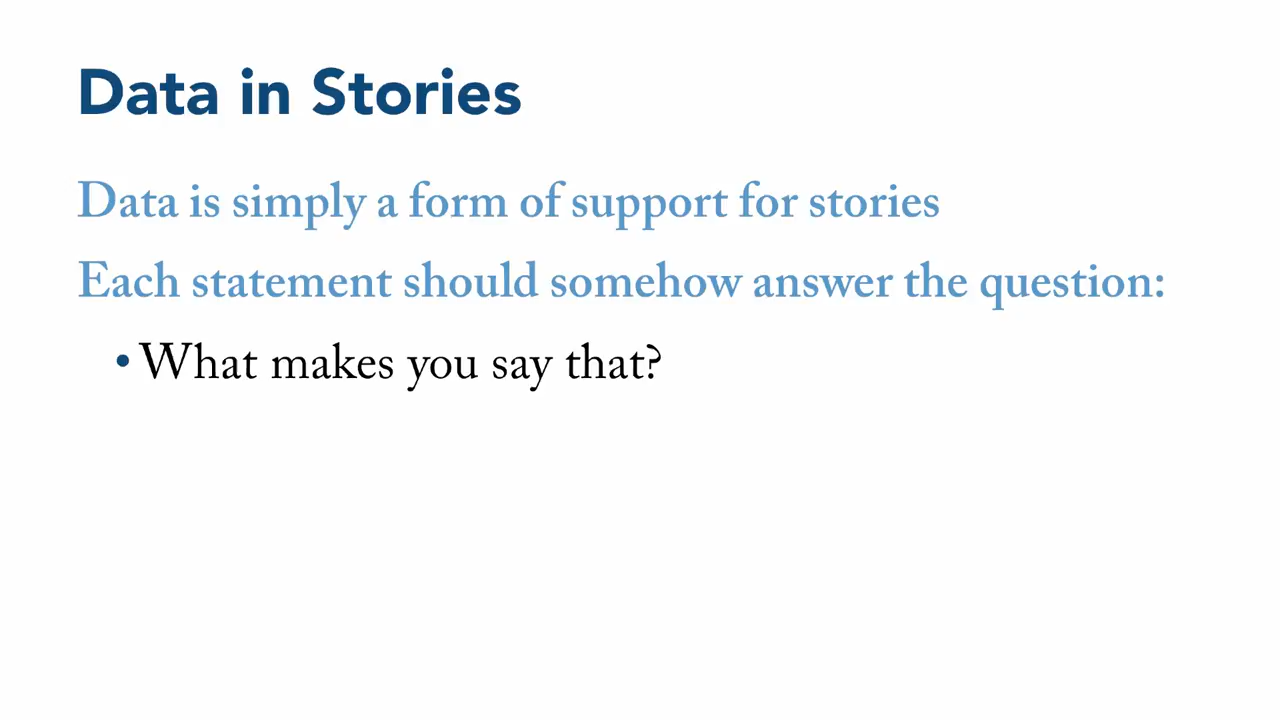 Data in Stories
Data is simply a form of support for stories
Each statement should somehow answer the question:
• What makes you say that?